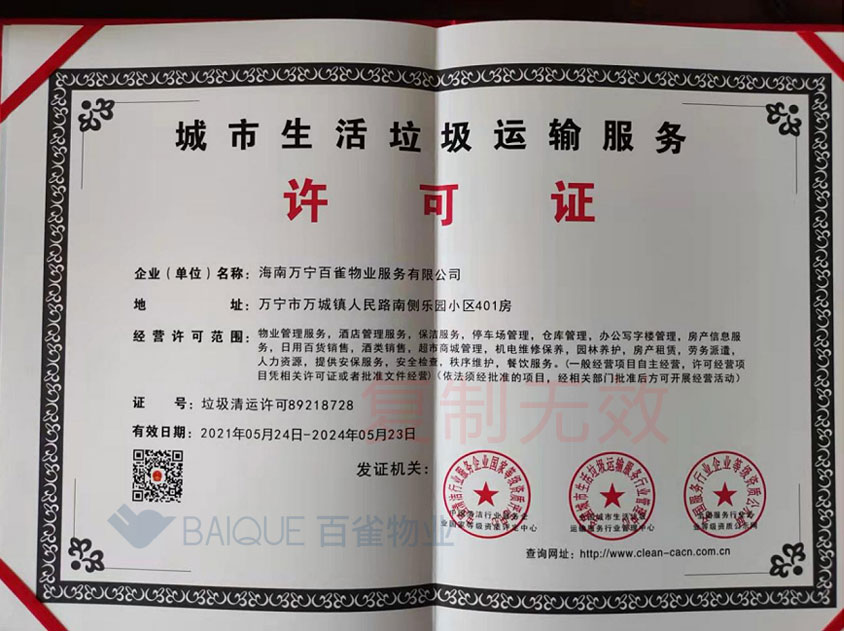 城市生活垃圾运输服务
许可证
企业（单位）名称：海南万宁百雀物业服务有限公司
地 址：万宁市万城镇人民路南侧乐园小区401房
经营许可范围：物业管理服务，酒店管理服务，保洁服务，停车场管理，仓库管理，办公写字楼管理，房产信息服
务，日用百货销售，酒类销售，超市商城管理，机电维修保养，园林养护，房产租赁，劳务派遣，
人力资源，提供安保服务，安全检查，秩序维护，餐饮服务。（一般经营项目自主经营，许可经营项
目凭相关许可证或者批准文件经营）（依法须经批准的项目，经相关部门批准后方可开展经营活动）
复制无效
证 号：垃圾清运许可89218728
有效日期：2021年05月24日-2024年05月23日
发证机关：
BAIQUE 百雀物业
查询网址：http://www.clean-cacn.com.cn